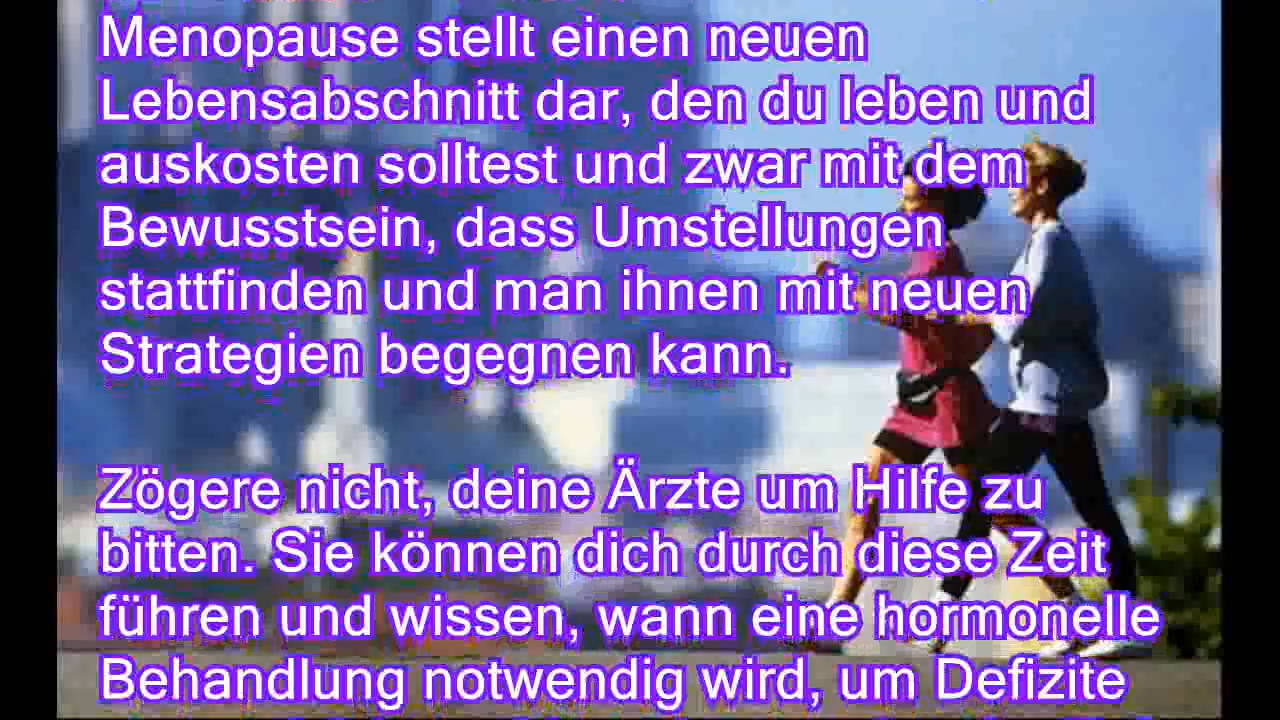 Menopause stellt einen neuen
Lebensabschnitt dar, den du leben und
auskosten solltest und zwar mit dem
Bewusstsein, dass Umstellungen
stattfinden und man ihnen mit neuen
Strategien begegnen kann.
Zögere nicht, deine Ärzte um Hilfe zu
bitten. Sie können dich durch diese Zeit
führen und wissen, wann eine hormonelle
Behandlung notwendig wird, um Defizite